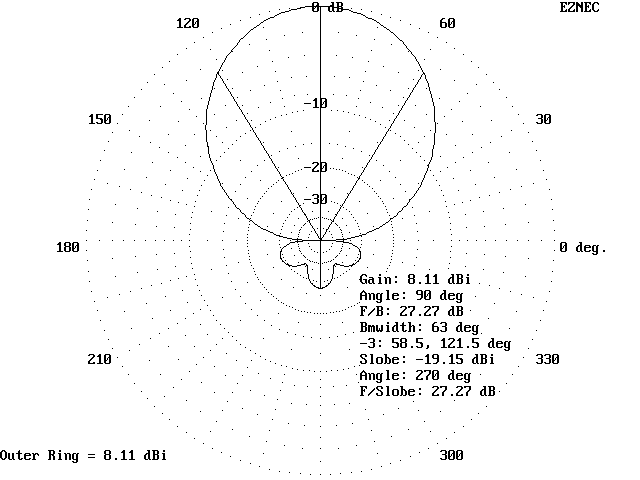 0 dB
EZNEC
120
60
-10
150
30
-20
-30
180
0 deg.
Gain: 8.11 dBi
Angle: 90 deg
F/B: 27.27 dB
Bmwidth: 63 deg
-3: 58.5, 121.5 deg
Slobe: -19.15 dBi
Angle: 270 deg
F/Slobe: 27.27 dB
210
330
Outer Ring = 8.11 dBi
300